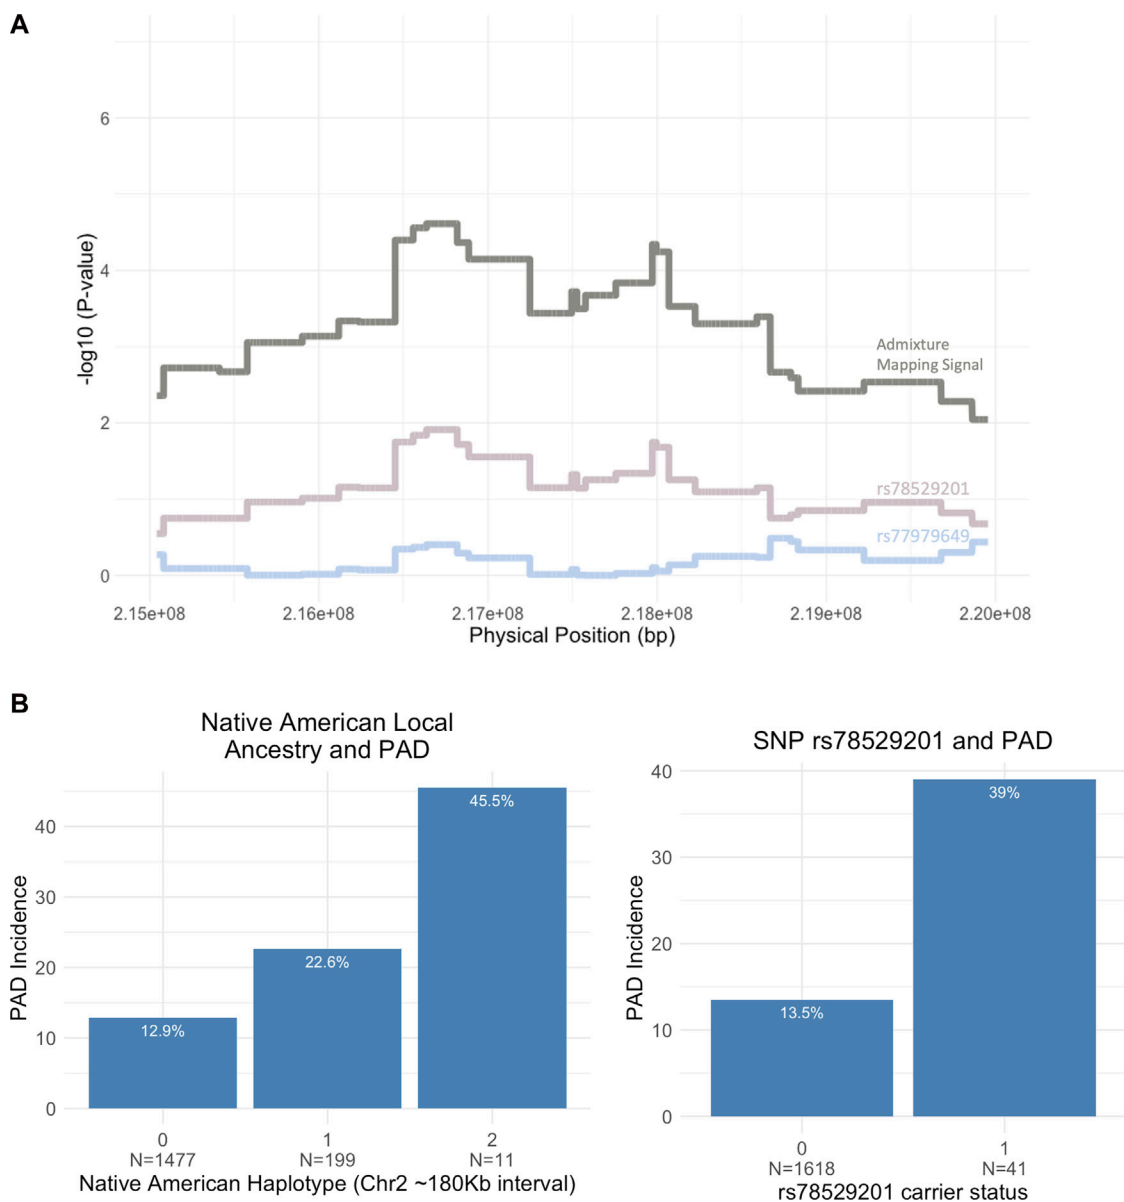 A
6
4
2
0
-log10 (P-value)
Admixture
Mapping Signal
rs78529201
rs77979649
2.15e+08 2.16e+08 2.17e+08 2.18e+08 2.19e+08 2.20e+08
Physical Position (bp)
B
Native American Local
Ancestry and PAD
PAD Incidence
40
30
20
10
0
45.5%
22.6%
12.9%
0 1 2
N=1477 N=199 N=11
Native American Haplotype (Chr2 ~180Kb interval)
SNP rs78529201 and PAD
PAD Incidence
40
30
20
10
0
39%
13.5%
0 1
N=1618 N=41
rs78529201 carrier status